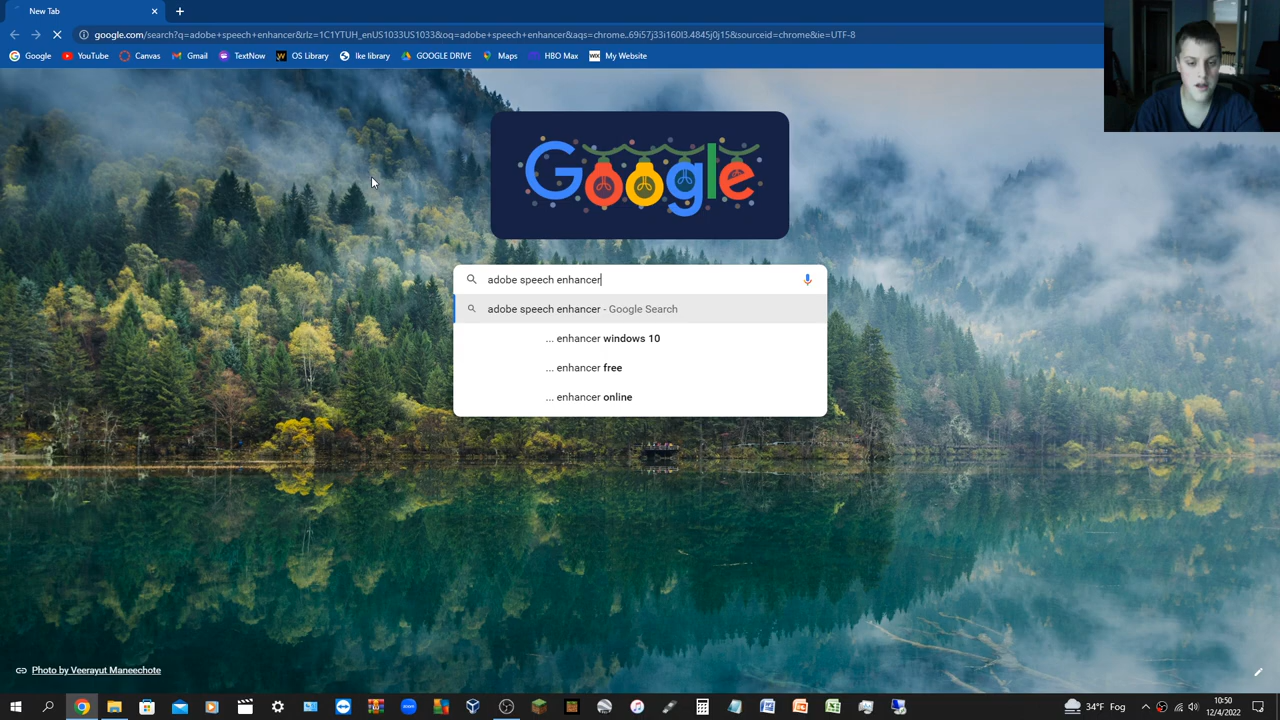 New Tab
google.com/search?q=adobe+speech+enhancer&rlz=1C1YTUH_enUS1033US1033&oq=adobe+speech+enhancer&aqs=chrome..69i57j33i160l3.4845j0j15&sourceid=chrome&ie=UTF-8
Google YouTube Canvas Gmail TextNow OS Library Ike library GOOGLE DRIVE Maps HBO Max My Website
Google
adobe speech enhancer
adobe speech enhancer - Google Search
... enhancer windows 10
... enhancer free
... enhancer online
Photo by Veerayut Maneechote
34°F Fog
10:50
12/4/2022